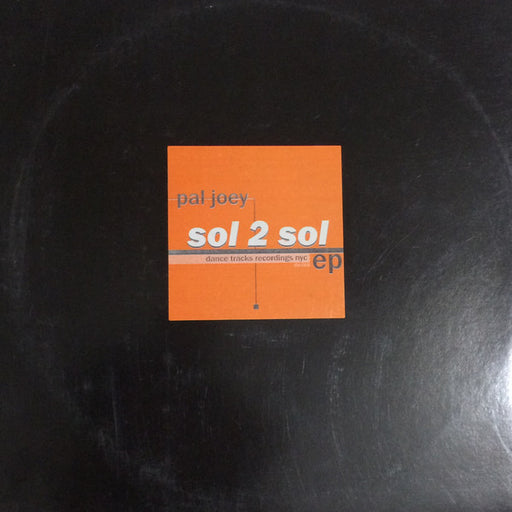 pal joey
sol 2 sol
dance tracks recordings nyc
ep